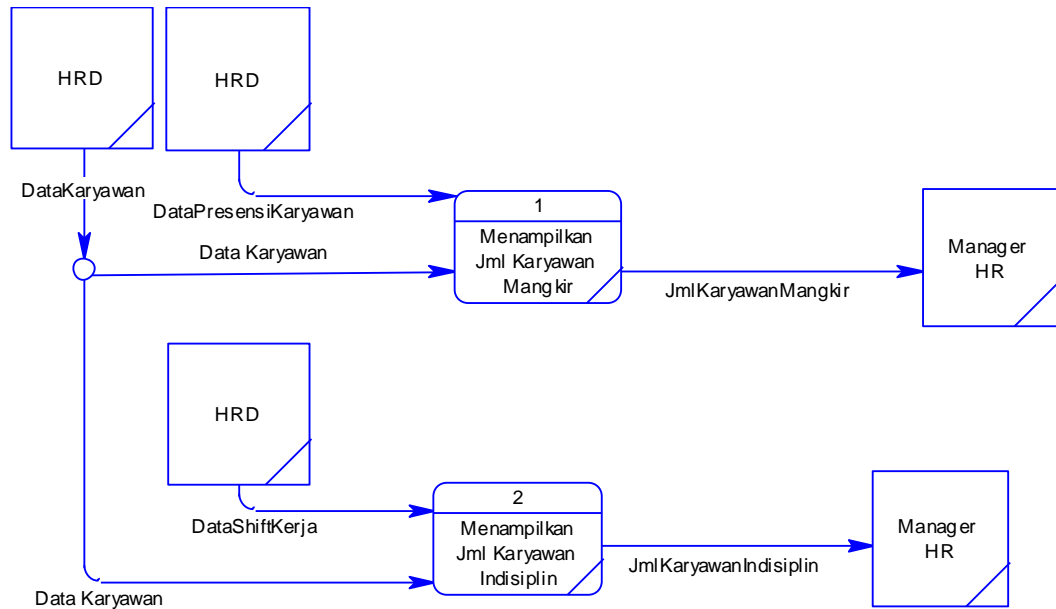 HRD
HRD
DataKaryawan
DataPresensiKaryawan
1
Menampilkan
Jml Karyawan
Mangkir
Data Karyawan
JmlKaryawanMangkir
Manager
HR
HRD
DataShiftKerja
2
Menampilkan
Jml Karyawan
Indisiplin
JmlKaryawanIndisiplin
Manager
HR
Data Karyawan